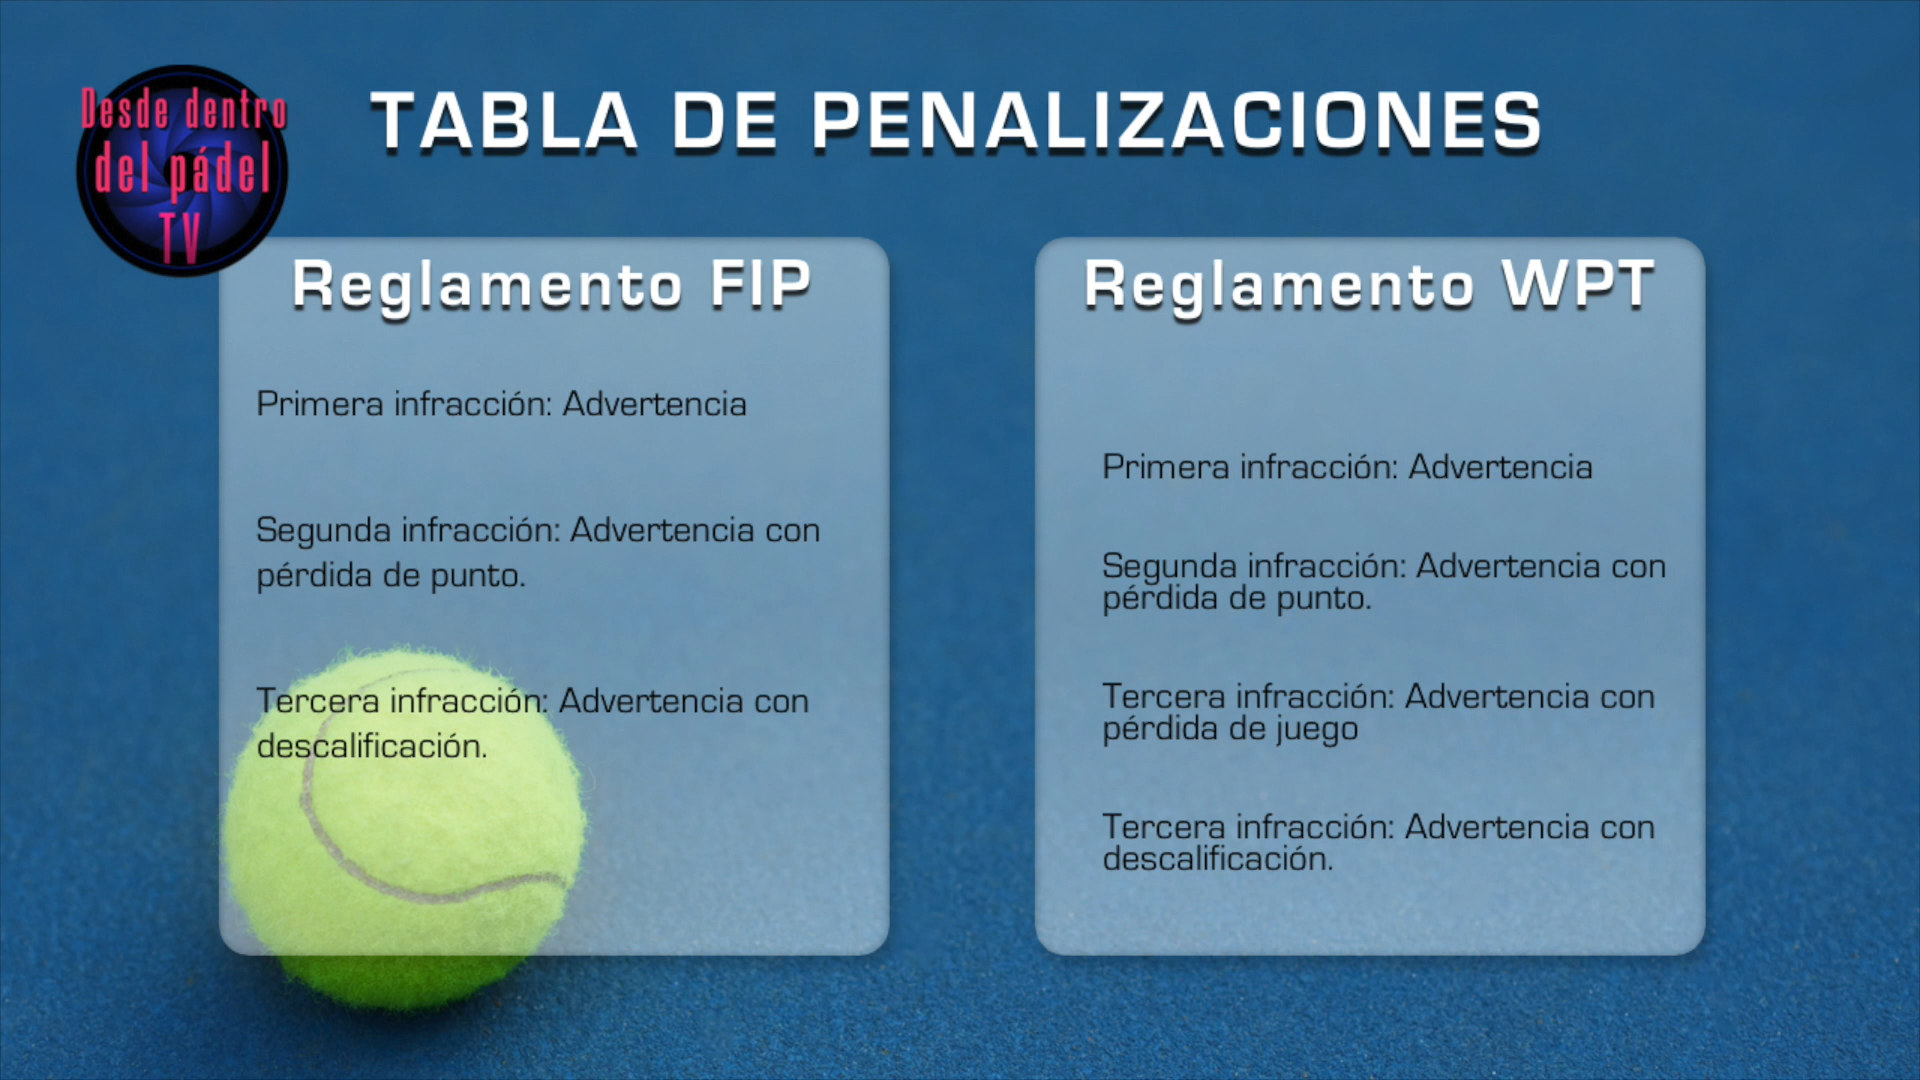 Desde dentro
del pádel
TV
TABLA DE PENALIZACIONES
Reglamento FIP
Primera infracción: Advertencia
Segunda infracción: Advertencia con
pérdida de punto.
Tercera infracción: Advertencia con
descalificación.
Reglamento WPT
Primera infracción: Advertencia
Segunda infracción: Advertencia con
pérdida de punto.
Tercera infracción: Advertencia con
pérdida de juego
Tercera infracción: Advertencia con
descalificación.